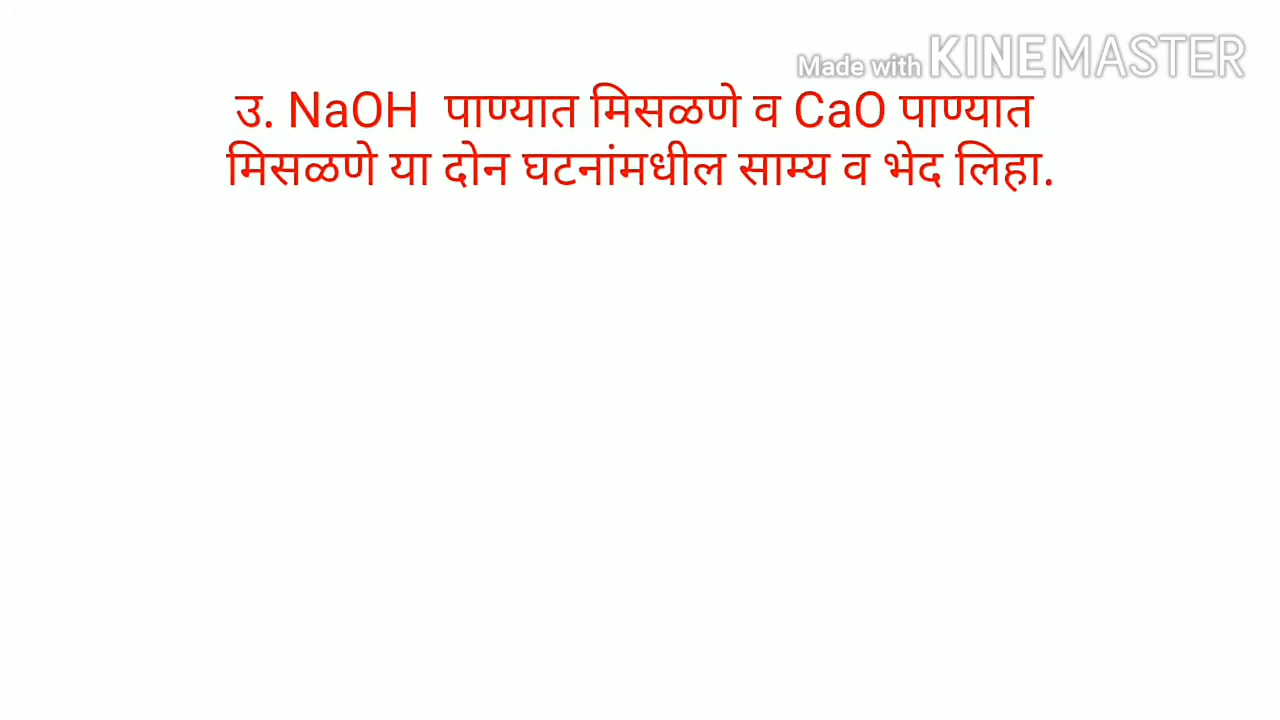 Made with KINEMASTER
उ. NaOH पाण्यात मिसळणे व CaO पाण्यात
मिसळणे या दोन घटनांमधील साम्य व भेद लिहा.